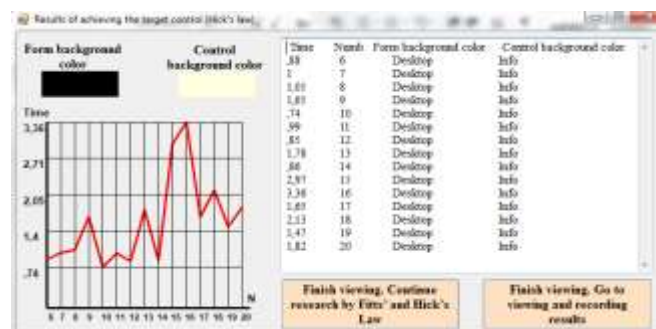 Results of achieving the target control (Hick's law)
Form background color
Control background color
Time
3,36
2,71
2,05
1,4
,74
N
6 7 8 9 10 11 12 13 14 15 16 17 18 19 20
Time Numb Form background color Control background color
,88 6 Desktop Info
1 7 Desktop Info
1,01 8 Desktop Info
9 Desktop Info
,74 10 Desktop Info
,99 11 Desktop Info
,85 12 Desktop Info
1,78 13 Desktop Info
,86 14 Desktop Info
2,97 15 Desktop Info
3,36 16 Desktop Info
1,65 17 Desktop Info
2,13 18 Desktop Info
1,47 19 Desktop Info
1,82 20 Desktop Info
Finish viewing. Continue
research by Fitts' and Hick's
Law
Finish viewing. Go to
viewing and recording
results